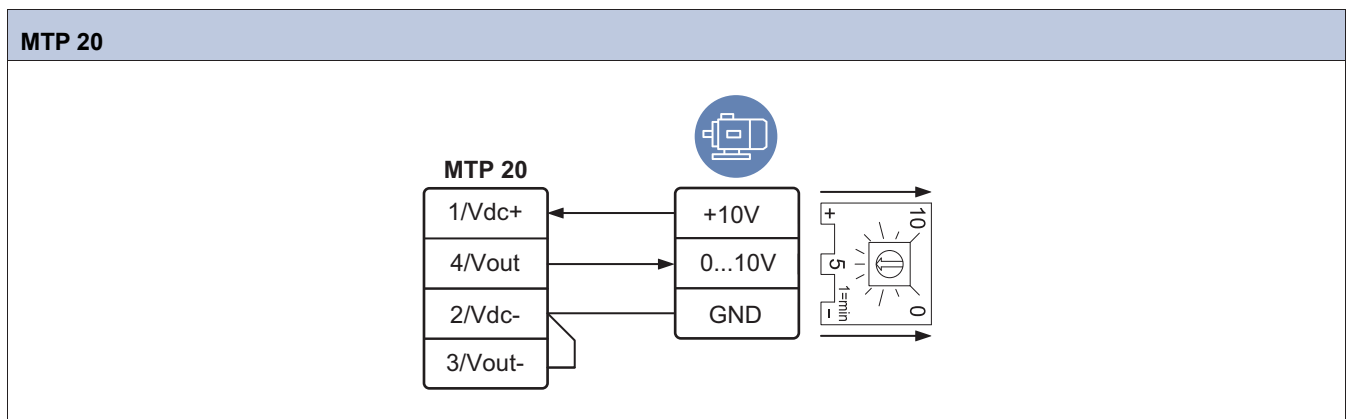 MTP 20
MTP 20
1/Vdc+
+10V
4/Vout
0...10V
2/Vdc-
GND
3/Vout-
+
10
5
1=min
-
0